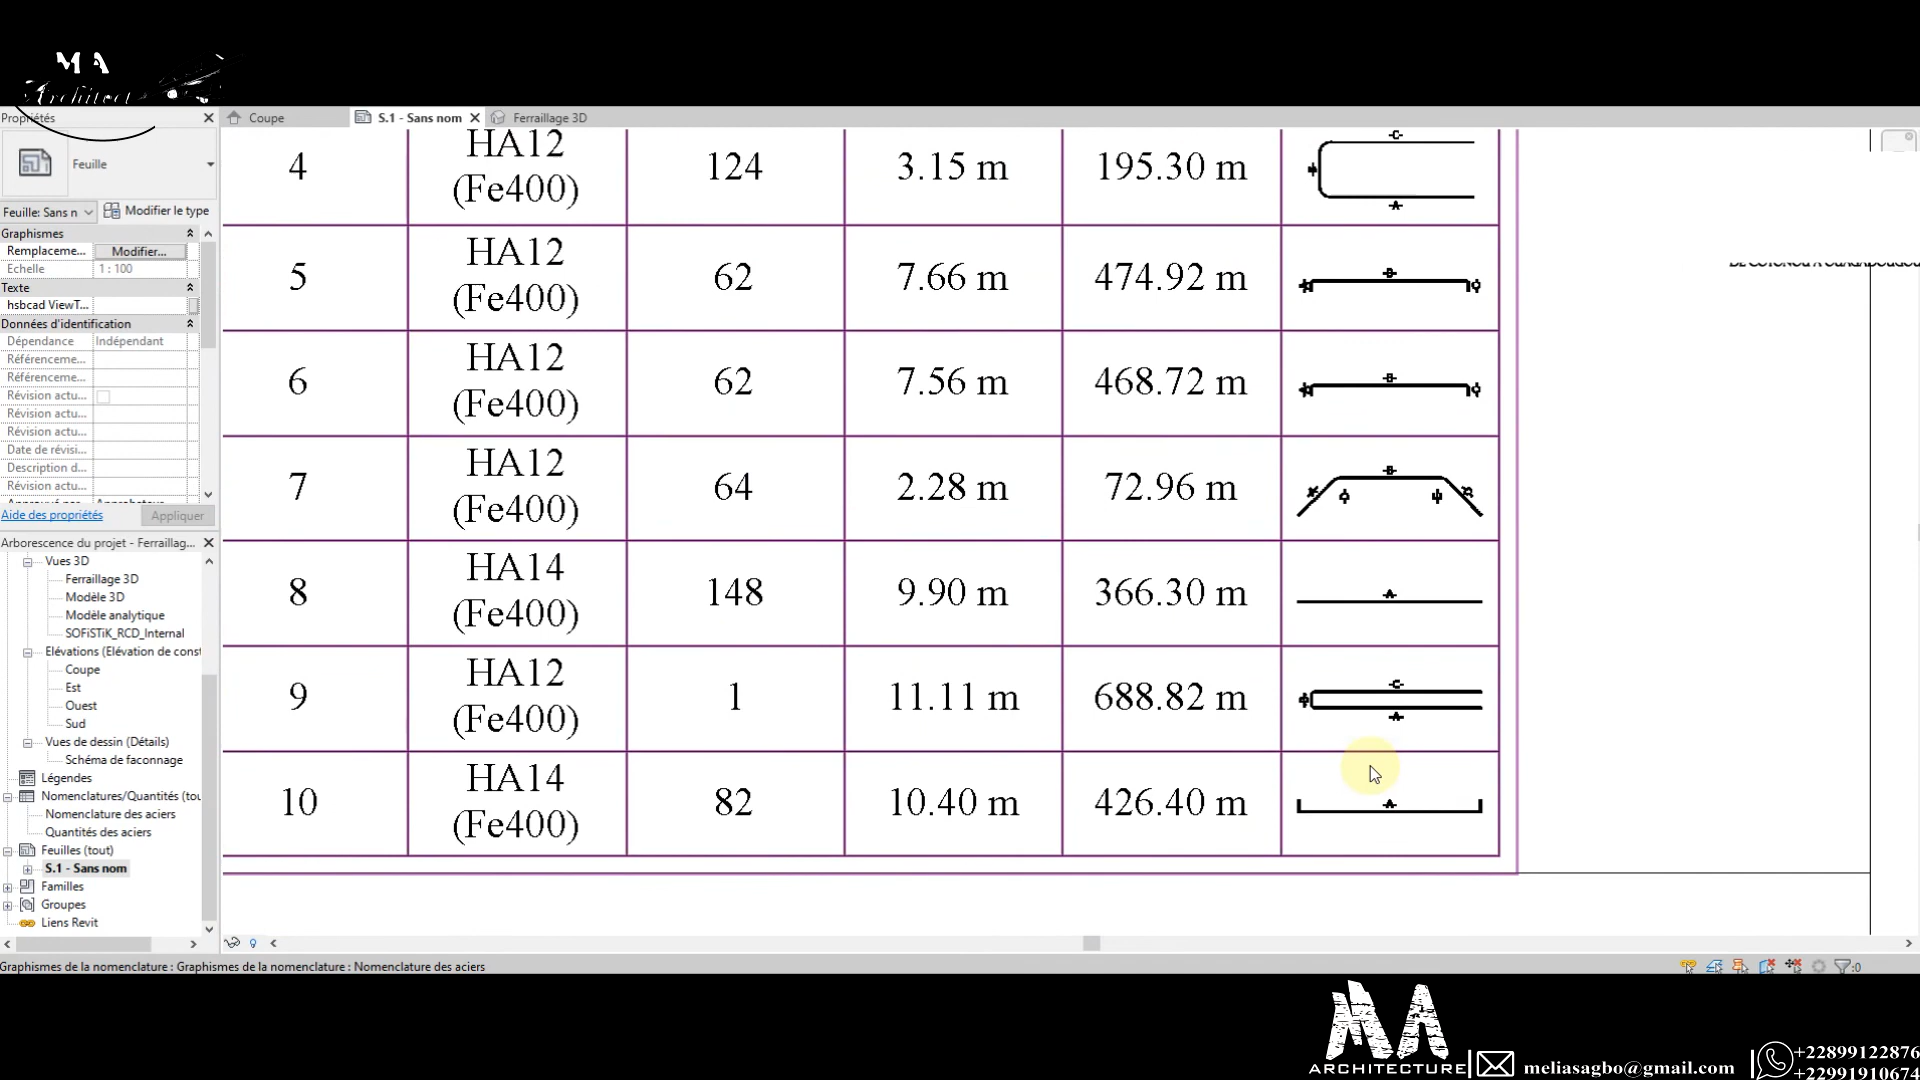 MA
Architect
Propriétés
Coupe
S.1 - Sans nom
Ferraillage 3D
Feuille
Feuille: Sans n
Modifier le type
Graphismes
Remplaceme...
Modifier...
Echelle
1 : 100
Texte
hsbcad ViewT...
Données d'identification
Dépendance
Indépendant
Référenceme...
Référenceme...
Révision actu...
Révision actu...
Révision actu...
Date de révisi...
Description d...
Révision actu...
Aide des propriétés
Appliquer
Arborescence du projet - Ferraillag...
Vues 3D
Ferraillage 3D
Modèle 3D
Modèle analytique
SOFiSTiK_RCD_Internal
Elévations (Elévation de const
Coupe
Est
Ouest
Sud
Vues de dessin (Détails)
Schéma de faconnage
Légendes
Nomenclatures/Quantités (tou
Nomenclature des aciers
Quantités des aciers
Feuilles (tout)
S.1 - Sans nom
Familles
Groupes
Liens Revit
4 HA12 (Fe400) 124 3.15 m 195.30 m
5 HA12 (Fe400) 62 7.66 m 474.92 m
6 HA12 (Fe400) 62 7.56 m 468.72 m
7 HA12 (Fe400) 64 2.28 m 72.96 m
8 HA14 (Fe400) 148 9.90 m 366.30 m
9 HA12 (Fe400) 1 11.11 m 688.82 m
10 HA14 (Fe400) 82 10.40 m 426.40 m
Graphismes de la nomenclature : Graphismes de la nomenclature : Nomenclature des aciers
:0
MA
ARCHITECTURE
meliasagbo@gmail.com
+22899122876
+22991910674